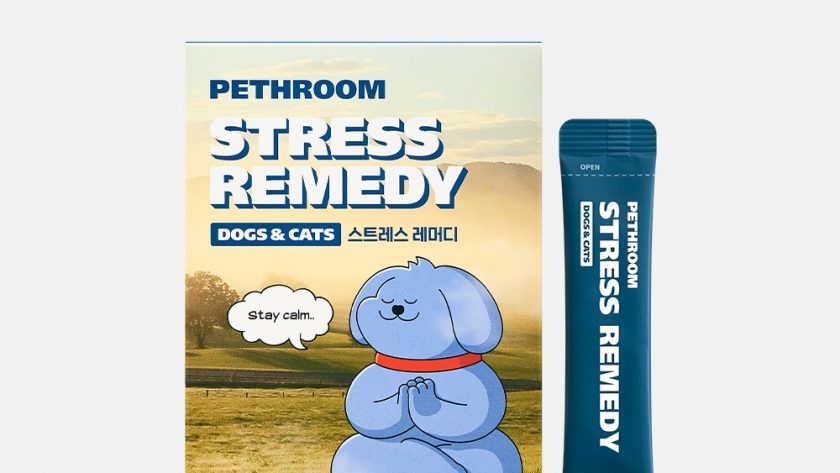 PETHROOM
STRESS
REMEDY
DOGS & CATS 스트레스 레머디
Stay calm..
OPEN
PETHROOM
STRESS REMEDY
DOGS & CATS